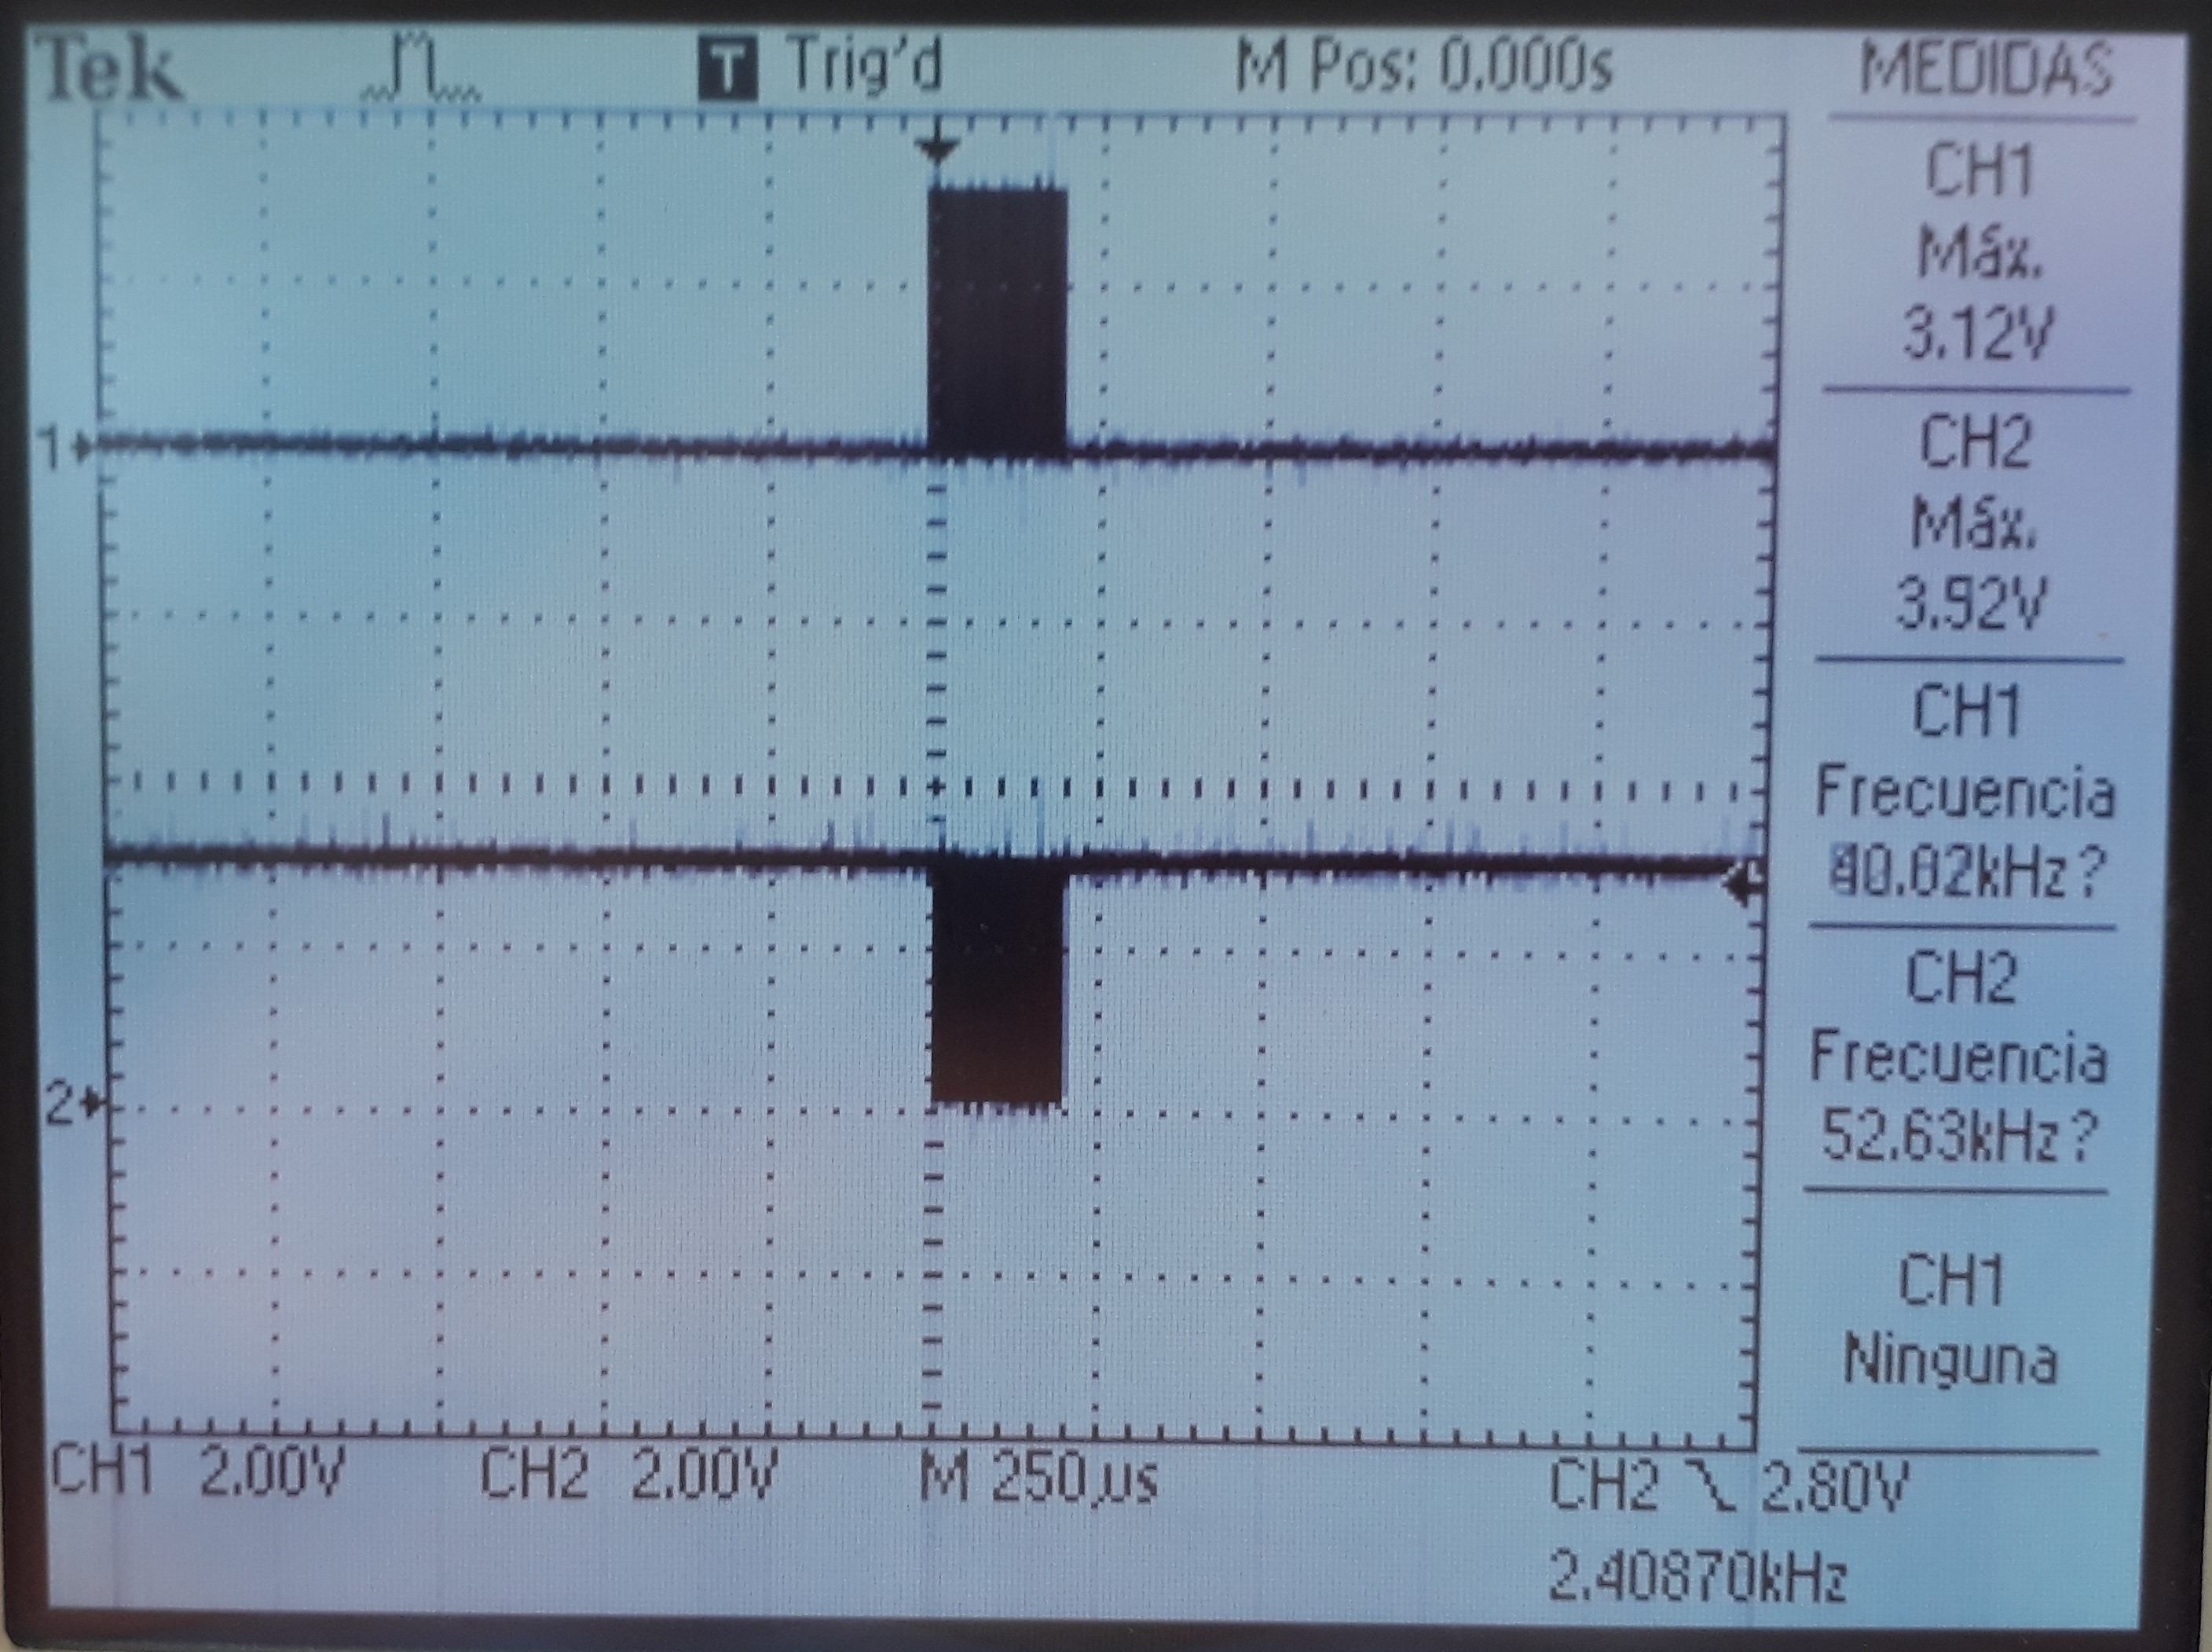 Tek T Trig'd M Pos: 0.000s MEDIDAS
CH1
Máx.
3.12V
1
CH2
Máx.
3.92V
CH1
Frecuencia
CH2
Frecuencia
52.63kHz?
2
CH1
Ninguna
CH1 2.00V CH2 2.00V M 250µs CH2 2.80V
2.40870kHz